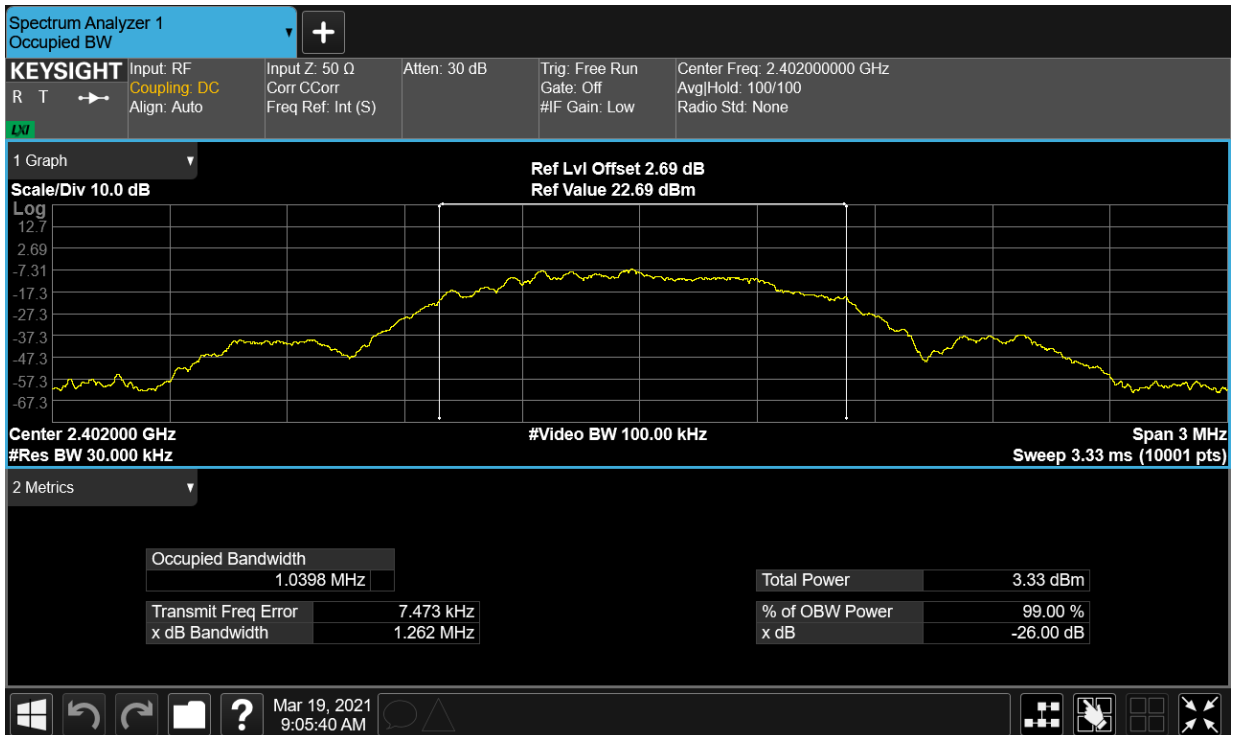 Spectrum Analyzer 1
Occupied BW
▼
+
KEYSIGHT
R T
LXI
Input: RF
Coupling: DC
Align: Auto
Input Z: 50 Ω
Corr CCorr
Freq Ref: Int (S)
Atten: 30 dB
Trig: Free Run
Gate: Off
#IF Gain: Low
Center Freq: 2.402000000 GHz
Avg|Hold: 100/100
Radio Std: None
1 Graph ▼
Scale/Div 10.0 dB
Ref Lvl Offset 2.69 dB
Ref Value 22.69 dBm
Log
12.7
2.69
-7.31
-17.3
-27.3
-37.3
-47.3
-57.3
-67.3
Center 2.402000 GHz
#Res BW 30.000 kHz
#Video BW 100.00 kHz
Span 3 MHz
Sweep 3.33 ms (10001 pts)
2 Metrics ▼
Occupied Bandwidth
1.0398 MHz
Transmit Freq Error 7.473 kHz
x dB Bandwidth 1.262 MHz
Total Power 3.33 dBm
% of OBW Power 99.00 %
x dB -26.00 dB
?
Mar 19, 2021
9:05:40 AM